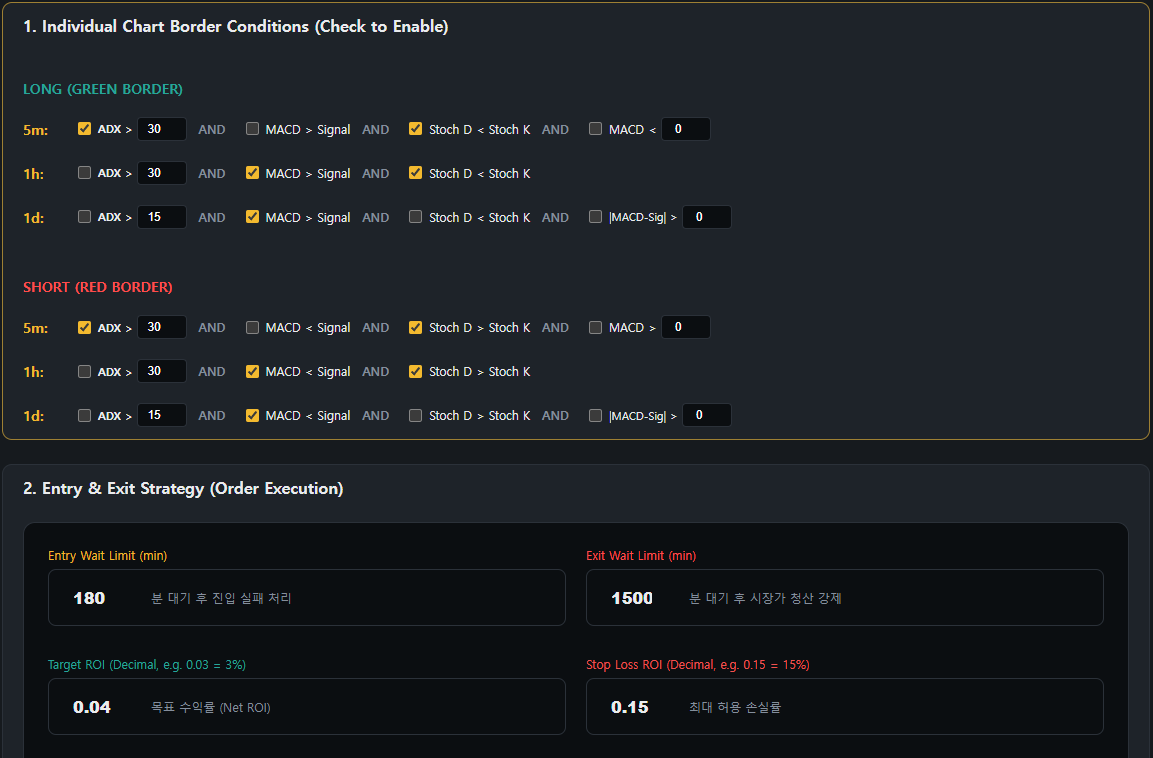 1. Individual Chart Border Conditions (Check to Enable)
LONG (GREEN BORDER)
5m: ADX > 30 AND MACD > Signal AND Stoch D < Stoch K AND MACD < 0
1h: ADX > 30 AND MACD > Signal AND Stoch D < Stoch K
1d: ADX > 15 AND MACD > Signal AND Stoch D < Stoch K AND |MACD-Sig| > 0
SHORT (RED BORDER)
5m: ADX > 30 AND MACD < Signal AND Stoch D > Stoch K AND MACD > 0
1h: ADX > 30 AND MACD < Signal AND Stoch D > Stoch K
1d: ADX > 15 AND MACD < Signal AND Stoch D > Stoch K AND |MACD-Sig| > 0
2. Entry & Exit Strategy (Order Execution)
Entry Wait Limit (min)
180 분 대기 후 진입 실패 처리
Exit Wait Limit (min)
1500 분 대기 후 시장가 청산 강제
Target ROI (Decimal, e.g. 0.03 = 3%)
0.04 목표 수익률 (Net ROI)
Stop Loss ROI (Decimal, e.g. 0.15 = 15%)
0.15 최대 허용 손실률